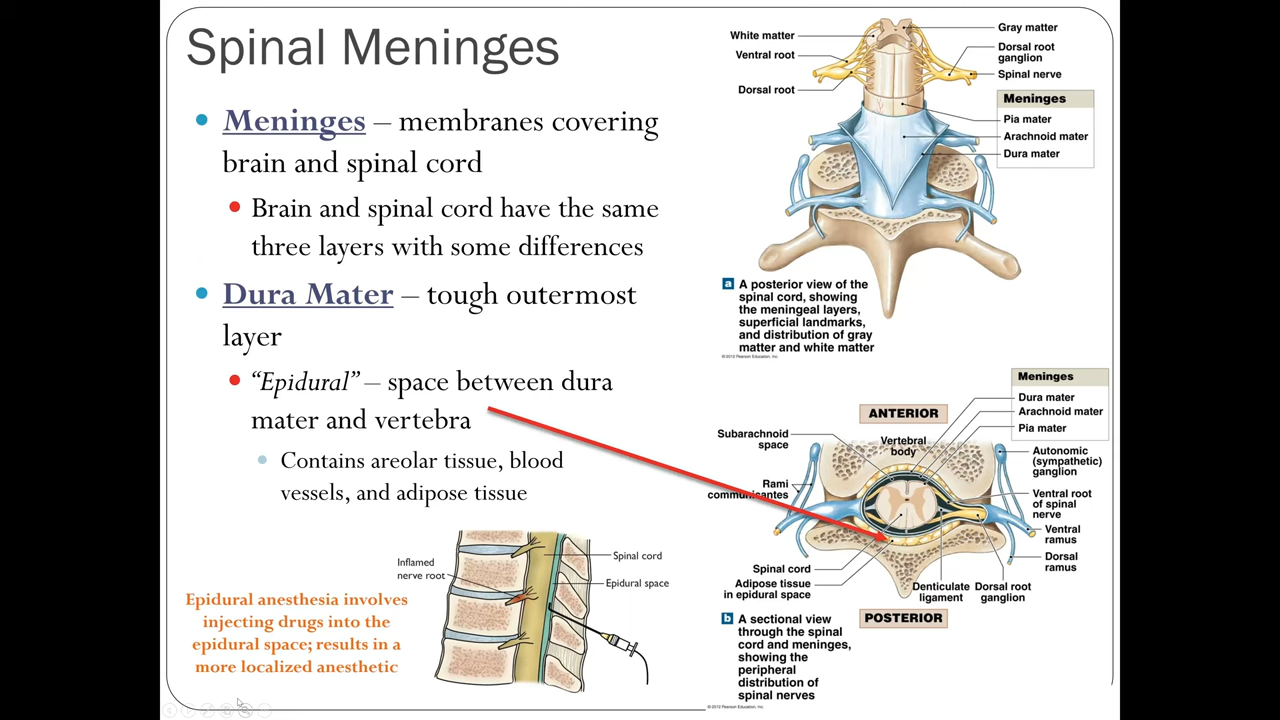 Spinal Meninges
Meninges – membranes covering
brain and spinal cord
Brain and spinal cord have the same
three layers with some differences
Dura Mater – tough outermost
layer
“Epidural” – space between dura
mater and vertebra
Contains areolar tissue, blood
vessels, and adipose tissue
Inflamed
nerve root
Spinal cord
Epidural space
Epidural anesthesia involves
injecting drugs into the
epidural space; results in a
more localized anesthetic
White matter
Ventral root
Dorsal root
Gray matter
Dorsal root
ganglion
Spinal nerve
Meninges
Pia mater
Arachnoid mater
Dura mater
a A posterior view of the
spinal cord, showing
the meningeal layers,
superficial landmarks,
and distribution of gray
matter and white matter
© 2012 Pearson Education, Inc.
Meninges
Dura mater
Arachnoid mater
Pia mater
ANTERIOR
Subarachnoid
space
Vertebral
body
Autonomic
(sympathetic)
ganglion
Rami
communicantes
Ventral root
of spinal
nerve
Ventral
ramus
Dorsal
ramus
Spinal cord
Adipose tissue
in epidural space
Denticulate
ligament
Dorsal root
ganglion
POSTERIOR
b A sectional view
through the spinal
cord and meninges,
showing the
peripheral
distribution of
spinal nerves
© 2012 Pearson Education, Inc.